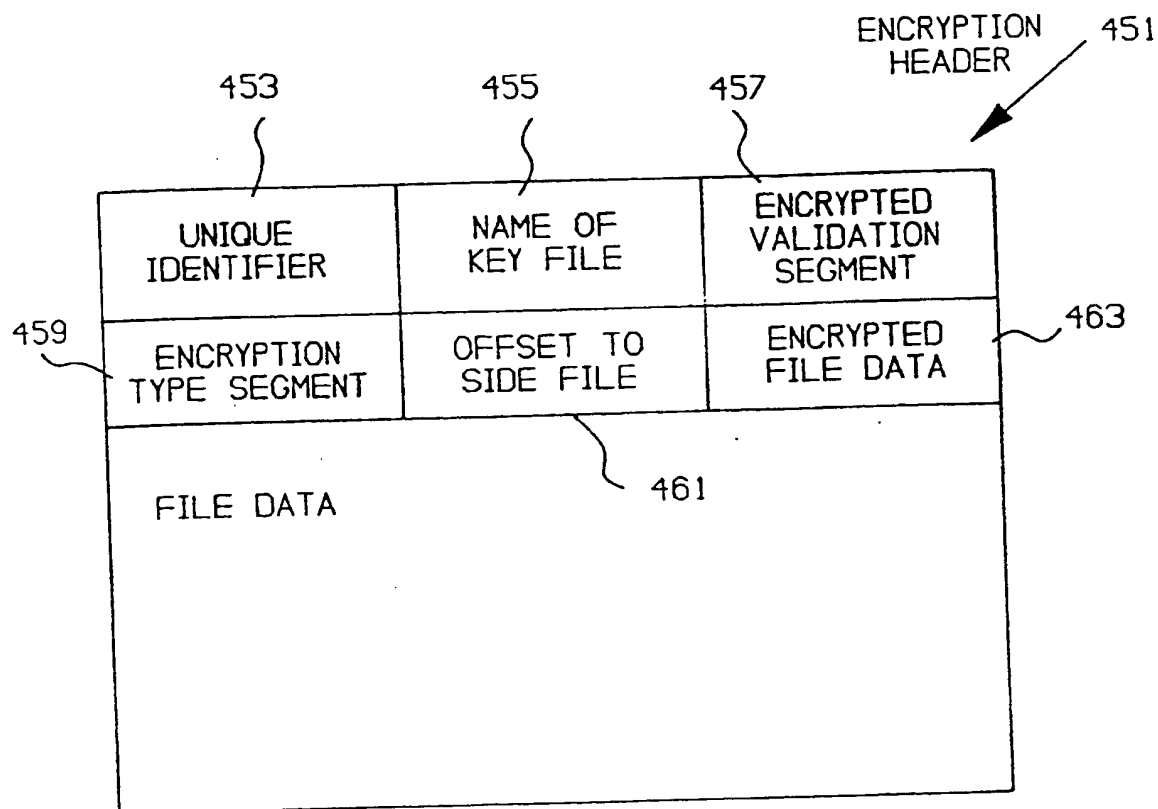 ENCRYPTION
HEADER
451
453
455
457
UNIQUE
IDENTIFIER
NAME OF
KEY FILE
ENCRYPTED
VALIDATION
SEGMENT
459
ENCRYPTION
TYPE SEGMENT
OFFSET TO
SIDE FILE
ENCRYPTED
FILE DATA
463
461
FILE DATA